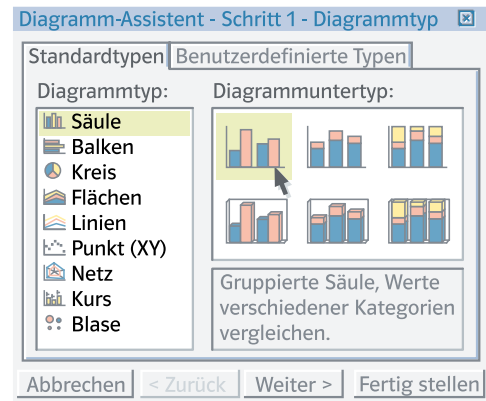 Diagramm-Assistent - Schritt 1 - Diagrammtyp
Standardtypen Benutzerdefinierte Typen
Diagrammtyp:
Säule
Balken
Kreis
Flächen
Linien
Punkt (XY)
Netz
Kurs
Blase
Diagrammuntertyp:
Gruppierte Säule, Werte
verschiedener Kategorien
vergleichen.
Abbrechen < Zurück Weiter > Fertig stellen